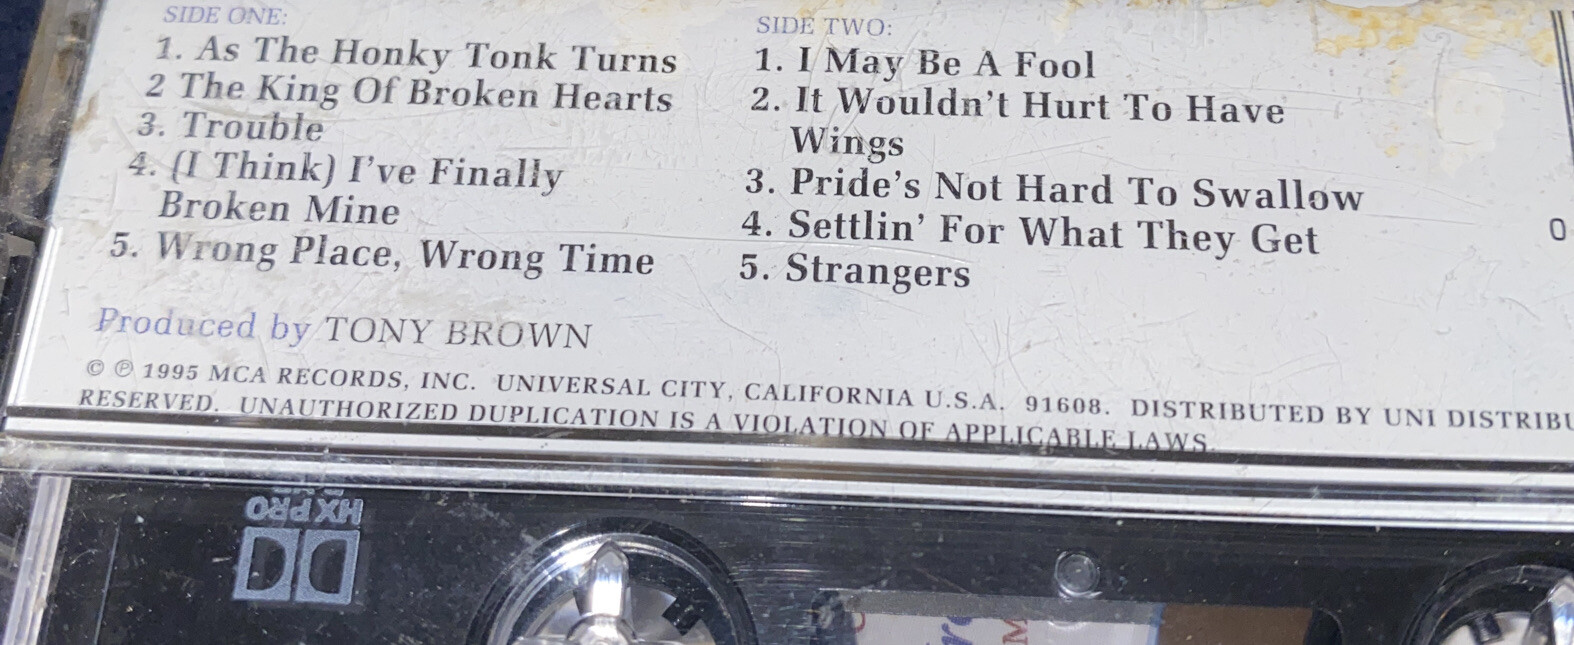 SIDE ONE:
1. As The Honky Tonk Turns
2 The King Of Broken Hearts
3. Trouble
4. (I Think) I've Finally
Broken Mine
5. Wrong Place, Wrong Time
SIDE TWO:
1. I May Be A Fool
2. It Wouldn't Hurt To Have
Wings
3. Pride's Not Hard To Swallow
4. Settlin' For What They Get
5. Strangers
Produced by TONY BROWN
© ℗ 1995 MCA RECORDS, INC. UNIVERSAL CITY, CALIFORNIA U.S.A. 91608. DISTRIBUTED BY UNI
RESERVED. UNAUTHORIZED DUPLICATION IS A VIOLATION OF APPLICABLE LAWS.
HX PRO